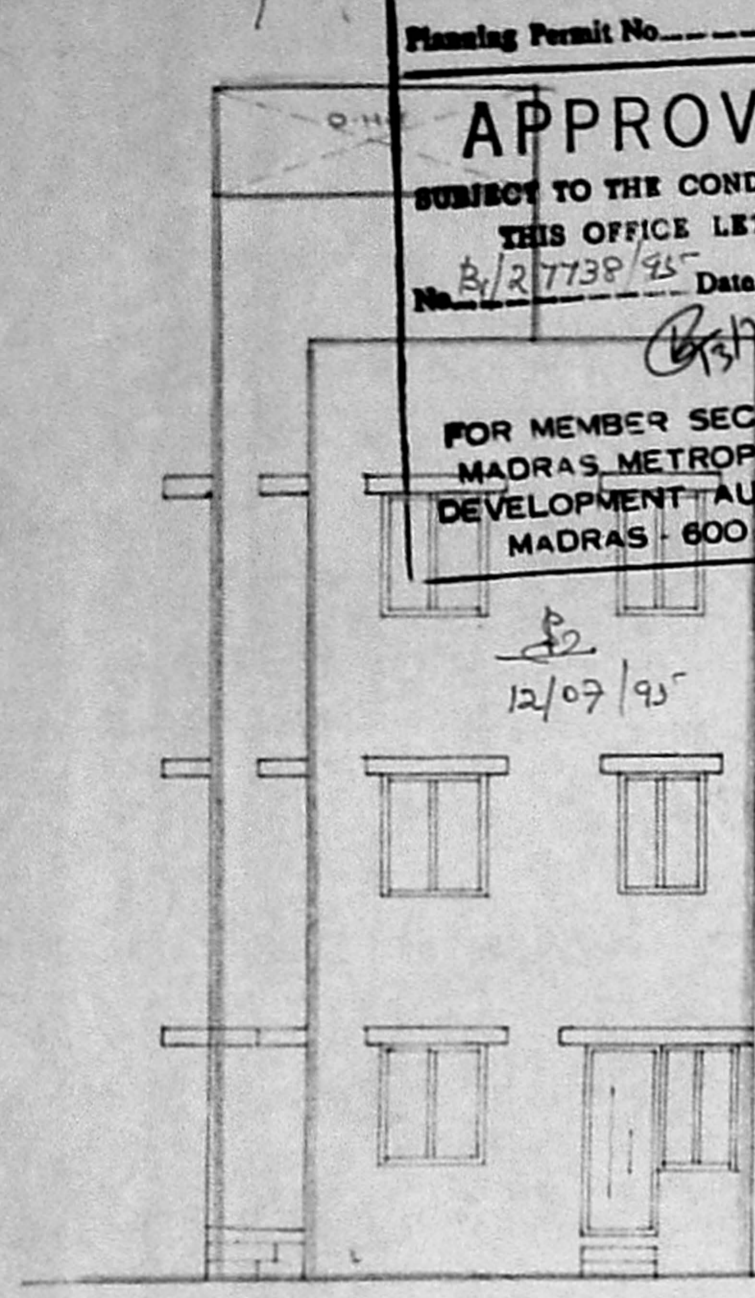 Planning Permit No
O.H.T
APPROV
SUBJECT TO THE COND
THIS OFFICE LE
No. B1/27738/95 Date
FOR MEMBER SEC
MADRAS METROP
DEVELOPMENT AU
MADRAS - 600
12/07/95